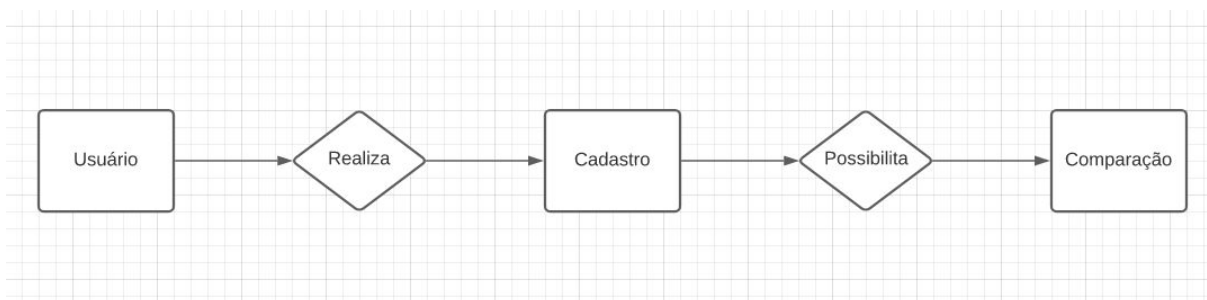 Usuário
Realiza
Cadastro
Possibilita
Comparação